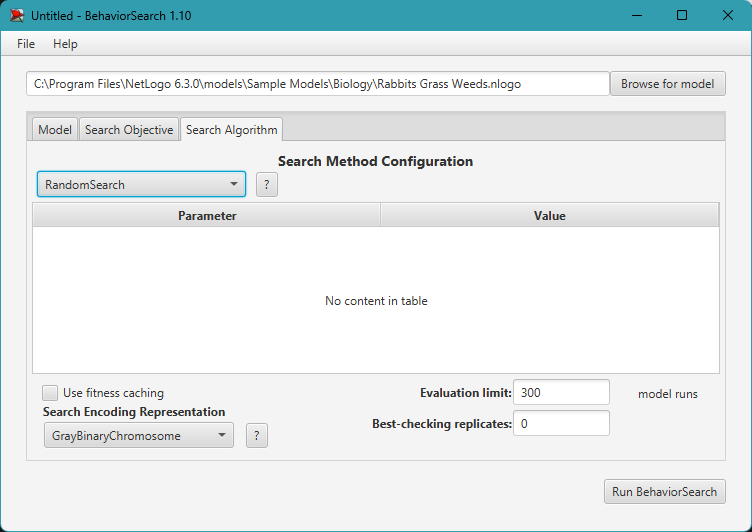 Untitled - BehaviorSearch 1.10
File Help
C:\Program Files\NetLogo 6.3.0\models\Sample Models\Biology\Rabbits Grass Weeds.nlogo Browse for model
Model Search Objective Search Algorithm
Search Method Configuration
RandomSearch ?
Parameter Value
No content in table
Use fitness caching Evaluation limit: 300 model runs
Search Encoding Representation
Best-checking replicates: 0
GrayBinaryChromosome ?
Run BehaviorSearch